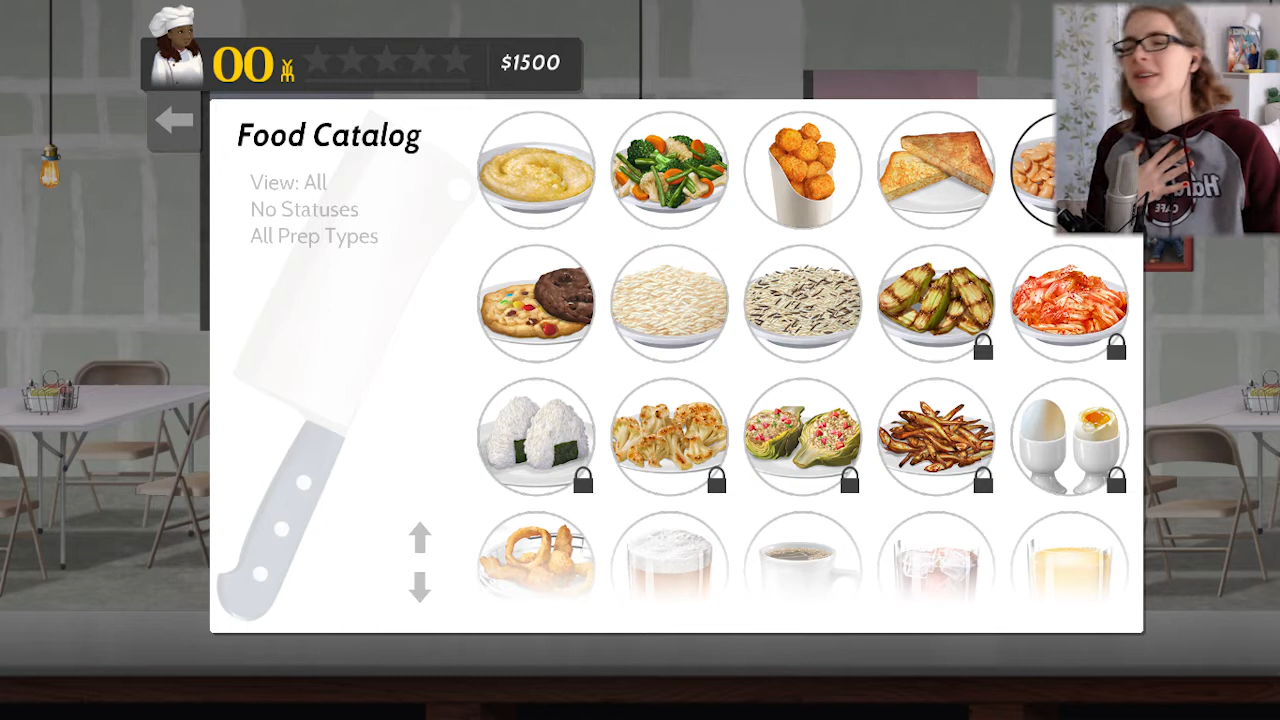 00
$1500
Food Catalog
View: All
No Statuses
All Prep Types